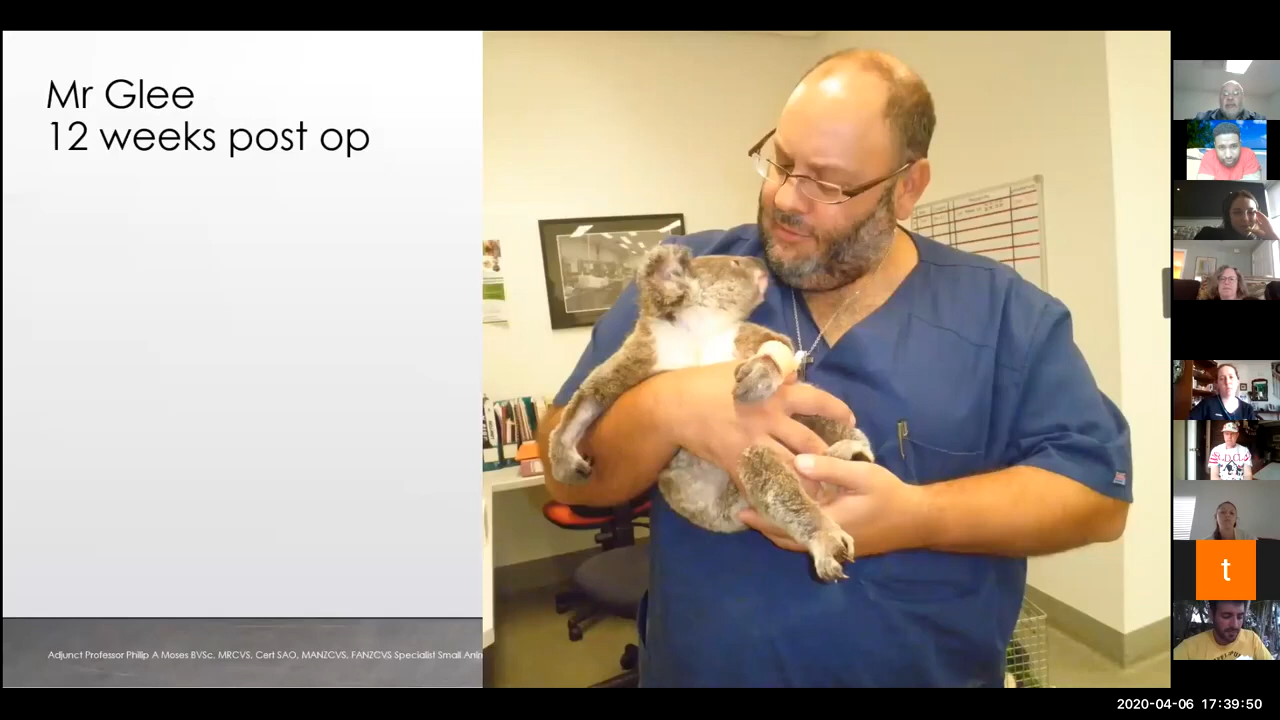 Mr Glee
12 weeks post op
Adjunct Professor Philip A Moses BVSc, MRCVS, Cert SAO, MANZCVS, FANZCVS Specialist Small Anim
t
2020-04-06 17:39:50